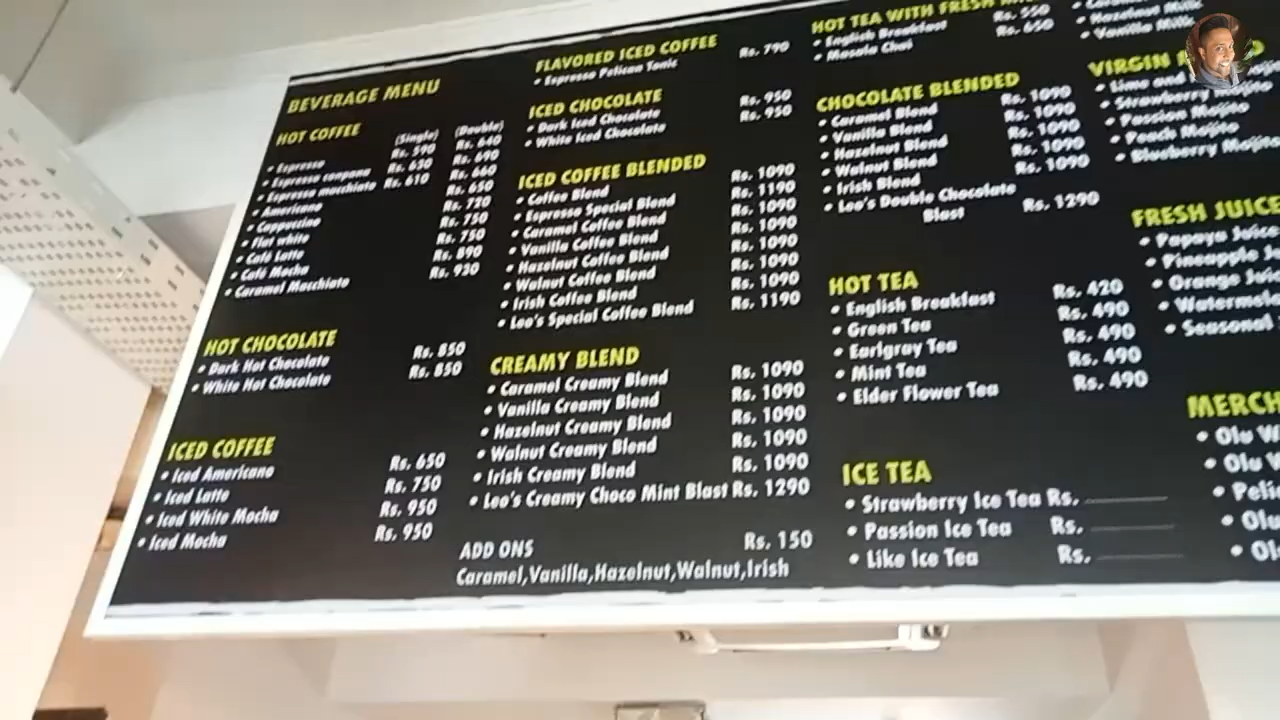 BEVERAGE MENU
HOT COFFEE
(Single) (Double)
• Espresso Rs. 590 Rs. 640
• Espresso conpana Rs. 630 Rs. 690
• Espresso macchiato Rs. 610 Rs. 660
• Americano Rs. 650
• Cappuccino Rs. 720
• Flat white Rs. 750
• Café Latte Rs. 750
• Café Mocha Rs. 890
• Caramel Macchiato Rs. 930
HOT CHOCOLATE
• Dark Hot Chocolate Rs. 850
• White Hot Chocolate Rs. 850
ICED COFFEE
• Iced Americano Rs. 650
• Iced Latte Rs. 750
• Iced White Mocha Rs. 950
• Iced Mocha Rs. 950
FLAVORED ICED COFFEE
• Espresso Pelican Tonic Rs. 790
ICED CHOCOLATE
• Dark Iced Chocolate Rs. 950
• White Iced Chocolate Rs. 950
ICED COFFEE BLENDED
• Coffee Blend Rs. 1090
• Espresso Special Blend Rs. 1190
• Caramel Coffee Blend Rs. 1090
• Vanilla Coffee Blend Rs. 1090
• Hazelnut Coffee Blend Rs. 1090
• Walnut Coffee Blend Rs. 1090
• Irish Coffee Blend Rs. 1090
• Leo's Special Coffee Blend Rs. 1190
CREAMY BLEND
• Caramel Creamy Blend Rs. 1090
• Vanilla Creamy Blend Rs. 1090
• Hazelnut Creamy Blend Rs. 1090
• Walnut Creamy Blend Rs. 1090
• Irish Creamy Blend Rs. 1090
• Leo's Creamy Choco Mint Blast Rs. 1290
ADD ONS Rs. 150
Caramel,Vanilla,Hazelnut,Walnut,Irish
HOT TEA WITH FRESH
• English Breakfast Rs. 550
• Masala Chai Rs. 650
CHOCOLATE BLENDED
• Caramel Blend Rs. 1090
• Vanilla Blend Rs. 1090
• Hazelnut Blend Rs. 1090
• Walnut Blend Rs. 1090
• Irish Blend Rs. 1090
• Leo's Double Chocolate
Blast Rs. 1290
HOT TEA
• English Breakfast Rs. 420
• Green Tea Rs. 490
• Earlgray Tea Rs. 490
• Mint Tea Rs. 490
• Elder Flower Tea Rs. 490
ICE TEA
• Strawberry Ice Tea Rs.
• Passion Ice Tea Rs.
• Like Ice Tea Rs.
• Hazelnut Milk
• Vanilla Milk
VIRGIN
• Lime and
• Strawberry Mojito
• Passion Mojito
• Peach Mojito
• Blueberry Mojito
FRESH JUICE
• Papaya Juice
• Pineapple
• Orange
•
• Seasonal
MERCH
• Olu
• Olu
•
• Olu
•